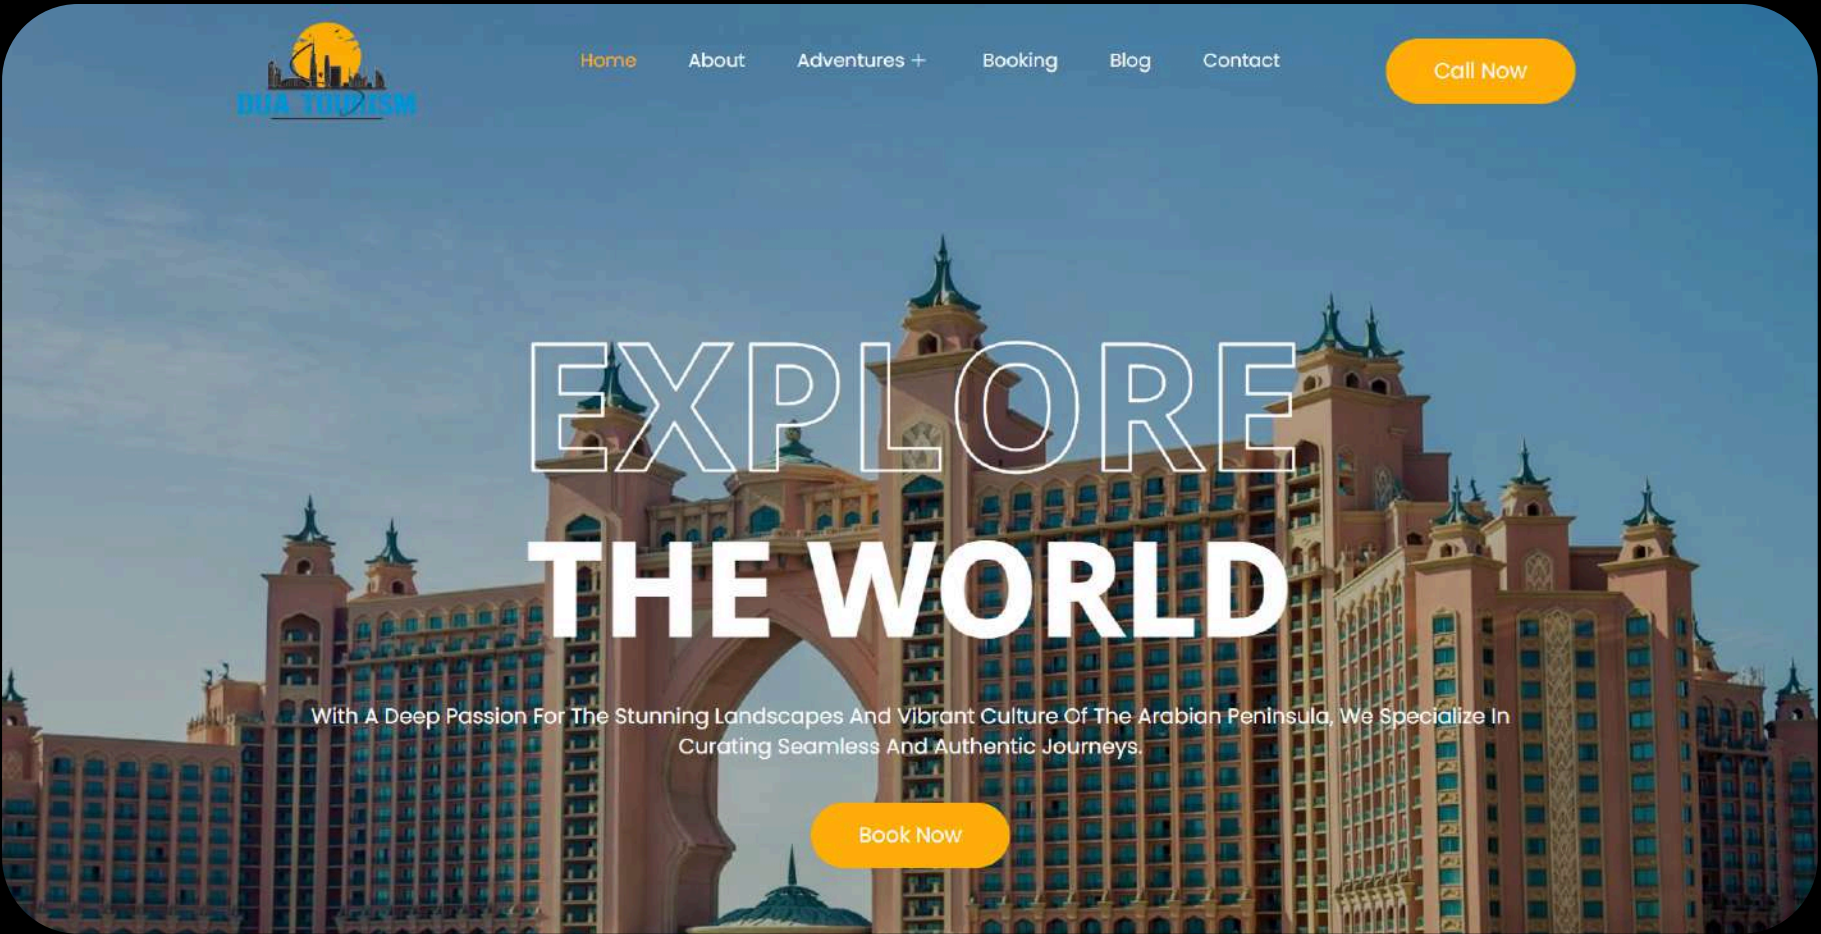 DUA TOURISM
Home
About
Adventures +
Booking
Blog
Contact
Call Now
EXPLORE
THE WORLD
With A Deep Passion For The Stunning Landscapes And Vibrant Culture Of The Arabian Peninsula, We Specialize In
Curating Seamless And Authentic Journeys.
Book Now